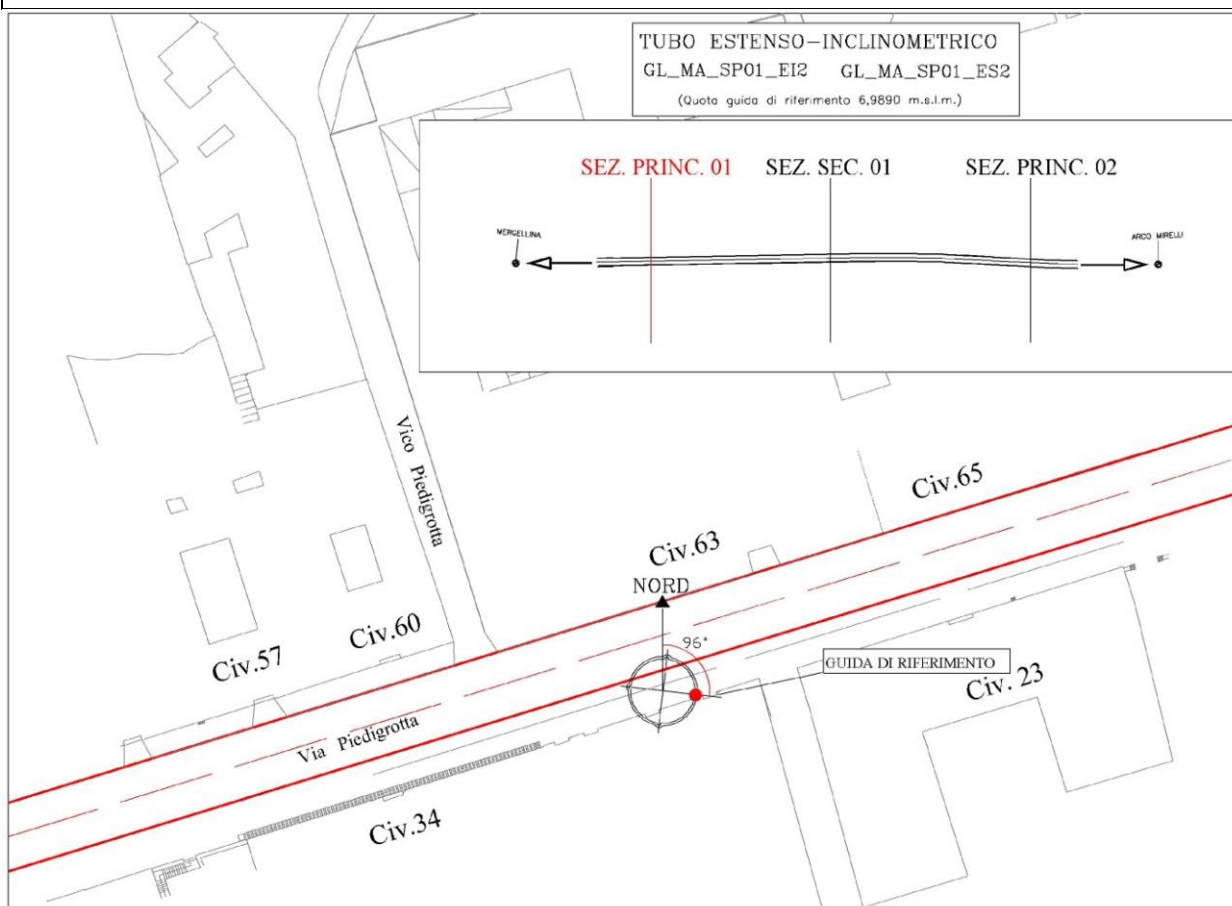 TUBO ESTENSO-INCLINOMETRICO
GL_MA_SP01_EI2 GL_MA_SP01_ES2
(Quota guida di riferimento 6,9890 m.s.l.m.)
SEZ. PRINC. 01 SEZ. SEC. 01 SEZ. PRINC. 02
MERGELLINA
ARCO MIRELLI
Vico Piedigrotta
Civ.65
Civ.63
NORD
96°
Civ.60
Civ.57
GUIDA DI RIFERIMENTO
Civ. 23
Via Piedigrotta
Civ.34